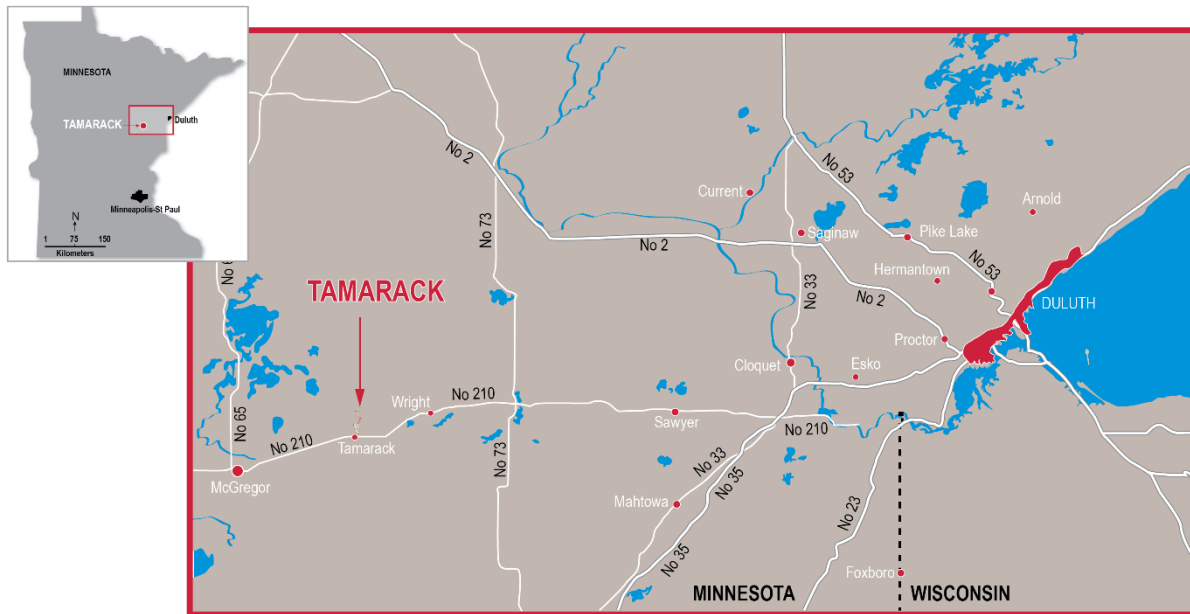 MINNESOTA
TAMARACK
Duluth
Minneapolis-St Paul
N
1 75 150
Kilometers
No 2
No 53
Current
Arnold
No 73
Saginaw
Pike Lake
No 2
No 6
Hermantown
No 53
TAMARACK
No 33
No 2
DULUTH
Proctor
Cloquet
Esko
Wright
No 210
No 65
Sawyer
No 210
Tamarack
No 210
No 73
McGregor
No 33
No 35
Mahtowa
No 23
No 35
Foxboro
MINNESOTA
WISCONSIN